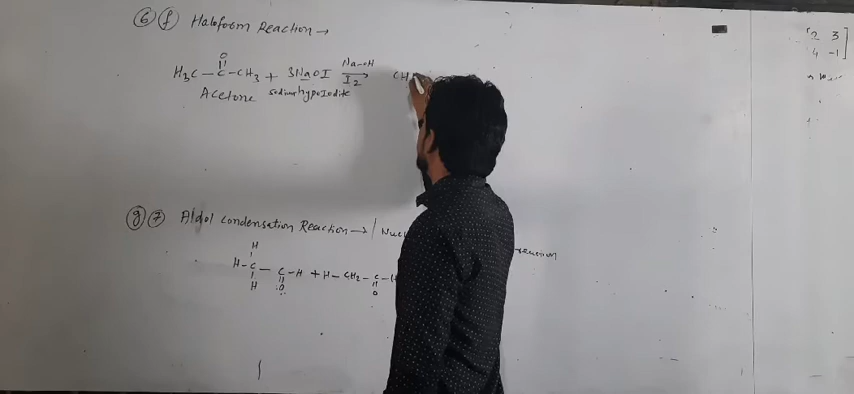 6 f Haloform Reaction →
O
||
H₃C — C — CH₃ + 3NaOI Na-OH → I₂ CH
Acetone sodium hypoIodite
g 7 Aldol condensation Reaction → | Nuc
reaction
H
|
H-C — C-H + H — CH₂ — C —
| || ||
H :O: O
2 3
4 -1